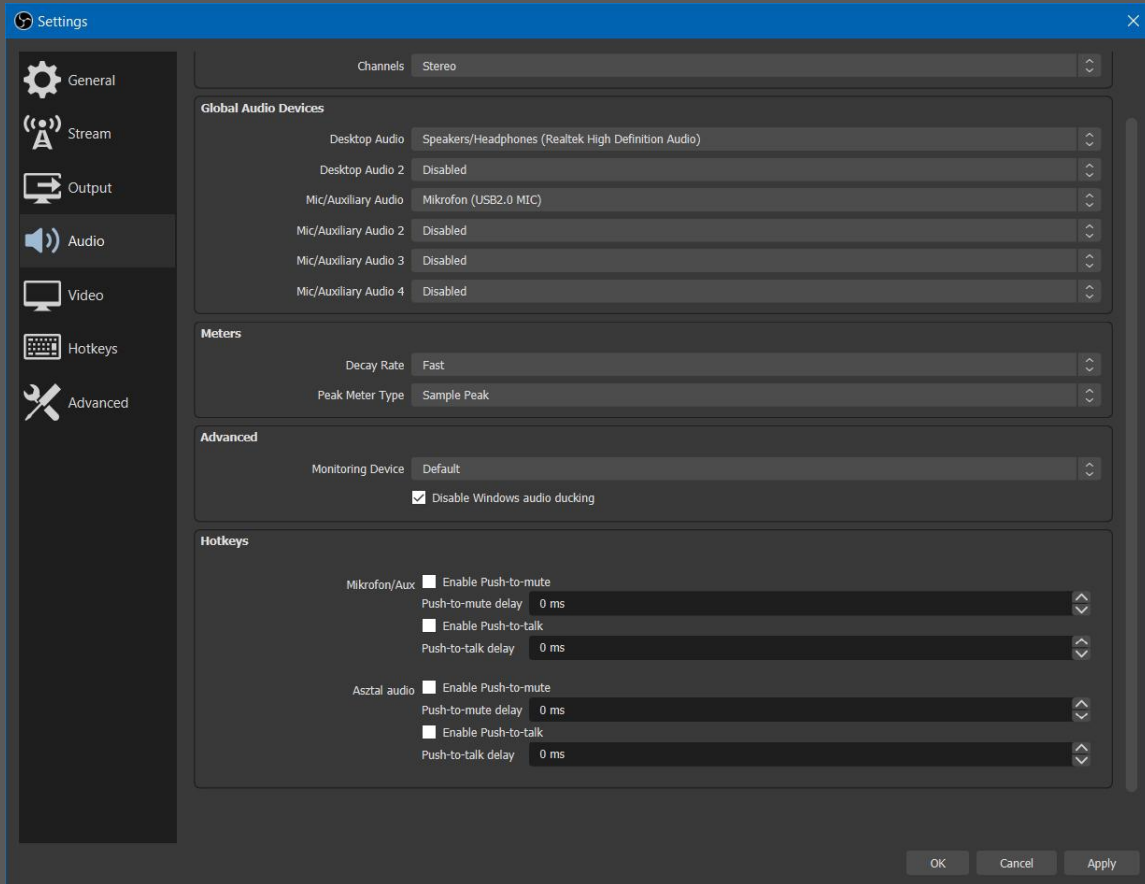 Settings
General
Stream
Output
Audio
Video
Hotkeys
Advanced
Channels Stereo
Global Audio Devices
Desktop Audio Speakers/Headphones (Realtek High Definition Audio)
Desktop Audio 2 Disabled
Mic/Auxiliary Audio Mikrofon (USB2.0 MIC)
Mic/Auxiliary Audio 2 Disabled
Mic/Auxiliary Audio 3 Disabled
Mic/Auxiliary Audio 4 Disabled
Meters
Decay Rate Fast
Peak Meter Type Sample Peak
Advanced
Monitoring Device Default
Disable Windows audio ducking
Hotkeys
Mikrofon/Aux Enable Push-to-mute
Push-to-mute delay 0 ms
Enable Push-to-talk
Push-to-talk delay 0 ms
Asztal audio Enable Push-to-mute
Push-to-mute delay 0 ms
Enable Push-to-talk
Push-to-talk delay 0 ms
OK Cancel Apply